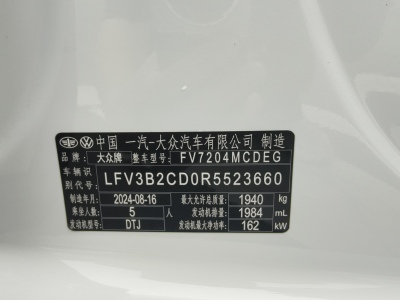 中国 一汽-大众汽车有限公司 制造
大众牌 整车型号 FV7204MCDEG
车辆识别代号 LFV3B2CD0R5523660
制造年月 2024-08-16 最大允许总质量 1940 kg
乘坐人数 5 人 发动机排量 1984 mL
发动机型号 DTJ 发动机最大净功率 162 kW